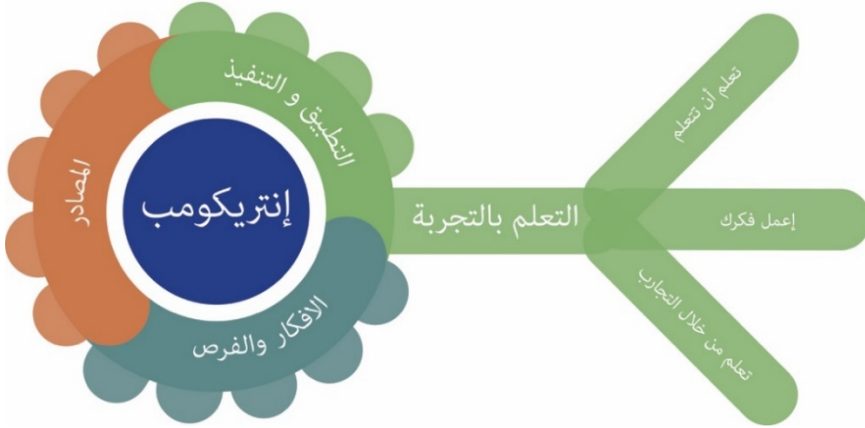 إنتريكومب
التطبيق و التنفيذ
المصادر
الافكار والفرص
التعلم بالتجربة
تعلم أن تتعلم
إعمل فكرك
تعلم من خلال التجارب